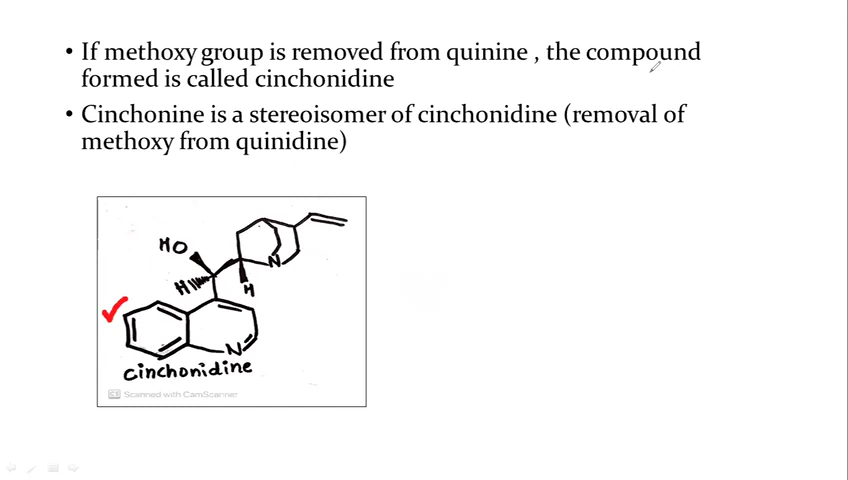 • If methoxy group is removed from quinine , the compound
formed is called cinchonidine
• Cinchonine is a stereoisomer of cinchonidine (removal of
methoxy from quinidine)
HO
N
H
H
N
cinchonidine
CS Scanned with CamScanner